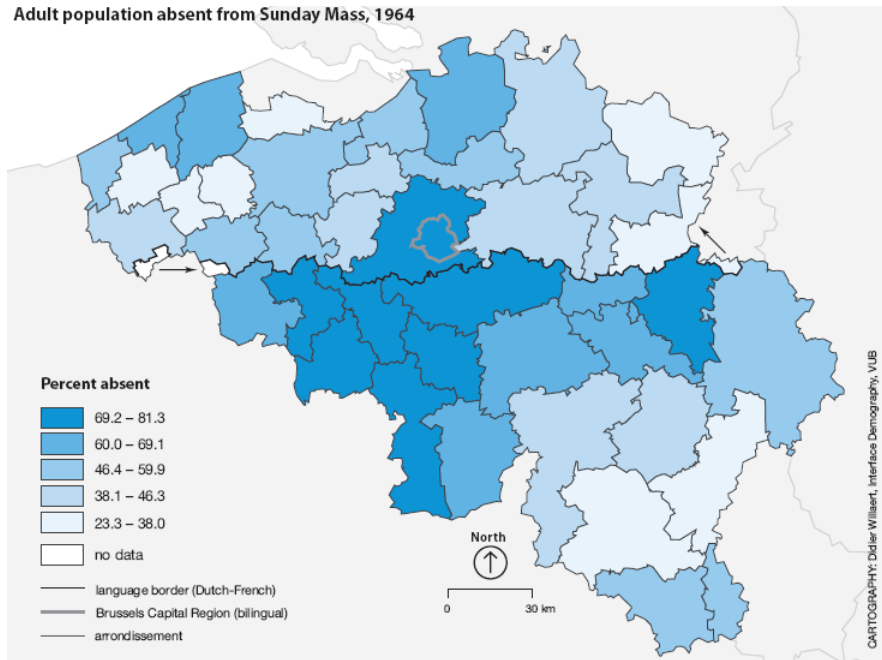 Adult population absent from Sunday Mass, 1964
Percent absent
69.2 – 81.3
60.0 – 69.1
46.4 – 59.9
38.1 – 46.3
23.3 – 38.0
no data
language border (Dutch-French)
Brussels Capital Region (bilingual)
arrondissement
North
0 30 km
CARTOGRAPHY: Didier Willaert, Interface Demography, VUB